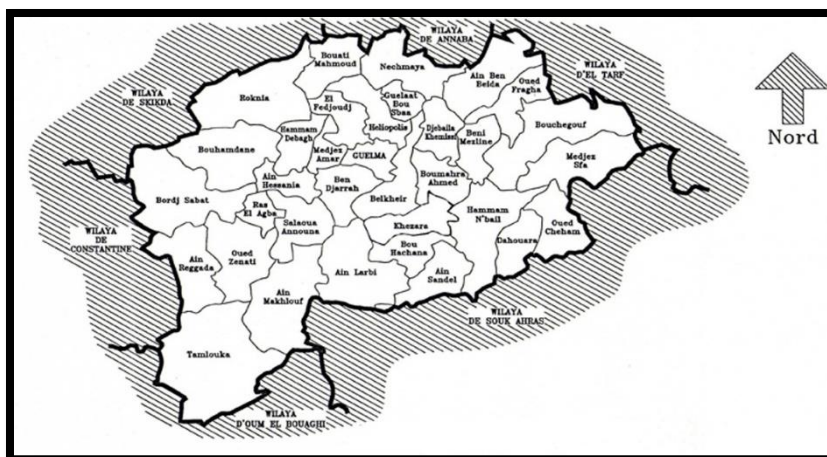 WILAYA
DE ANNABA
Bouati
Mahmoud
Nechmaya
WILAYA
D'EL TARF
Ain Ben
Beida
Oued
Fragha
WILAYA
DE SKIKDA
Roknia
El
Fedjoudj
Guelaat
Bou
Sbaa
Heliopolis
Bouchegouf
Nord
Hammam
Debagh
Djebaila
Khemissi
Beni
Mezline
Bouhamdane
Medjez
Amar
GUELMA
Medjez
Sfa
Ain
Hessania
Ben
Djarrah
Boumahra
Ahmed
Bordj Sabat
Ras
El Agba
Belkheir
Hammam
N'bail
Oued
Cheham
Salaoua
Announa
Khezara
WILAYA
DE
CONSTANTINE
Ain
Reggada
Oued
Zenati
Bou
Hachana
Dahouara
Ain Larbi
Ain
Sandel
Ain
Makhlouf
WILAYA
DE SOUK AHRAS
Tamlouka
WILAYA
D'OUM EL BOUAGHI